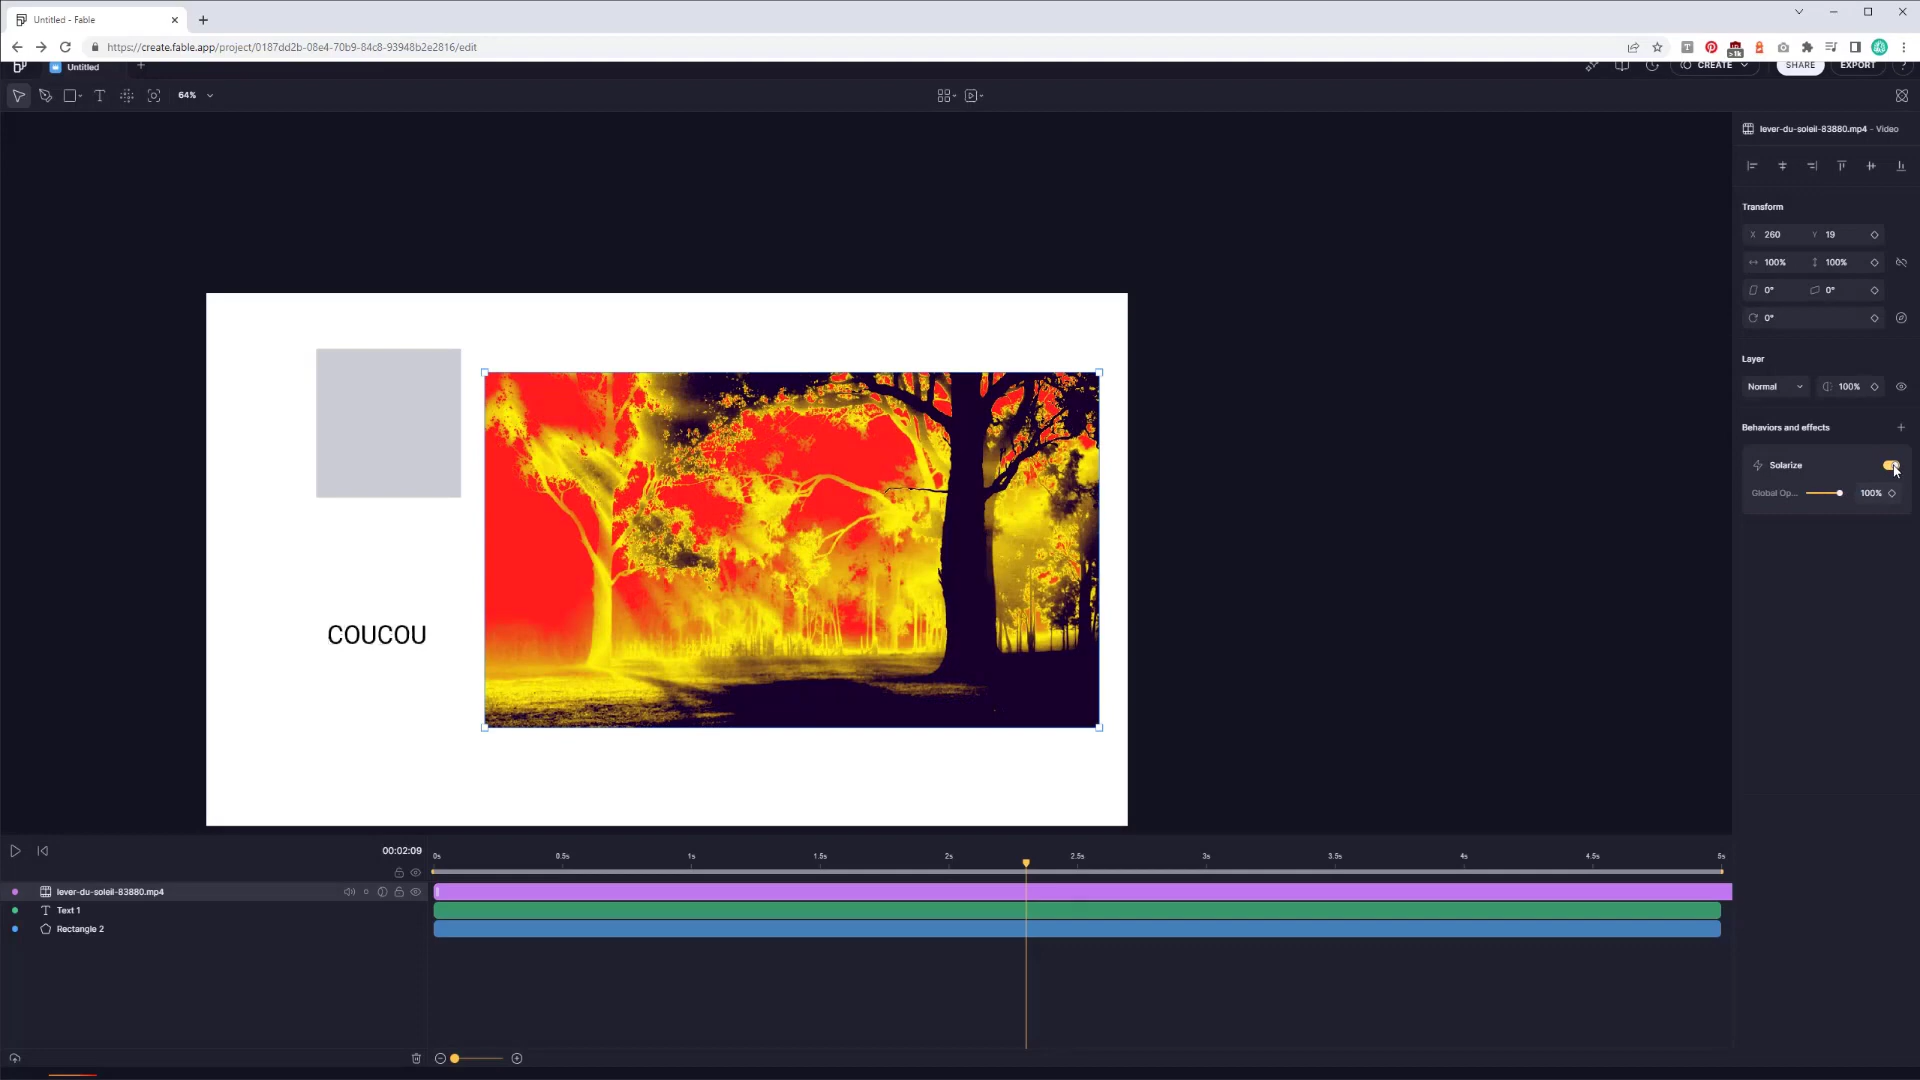 Untitled - Fable
https://create.fable.app/project/0187dd2b-08e4-70b9-84c8-93948b2e2816/edit
>1k
Untitled
CREATE
SHARE
EXPORT
64%
lever-du-soleil-83880.mp4 - Video
Transform
X 260 Y 19
100% 100%
0° 0°
0°
Layer
Normal 100%
Behaviors and effects
Solarize
Global Op... 100%
COUCOU
00:02:09
0s 0.5s 1s 1.5s 2s 2.5s 3s 3.5s 4s 4.5s 5s
lever-du-soleil-83880.mp4
T Text 1
Rectangle 2